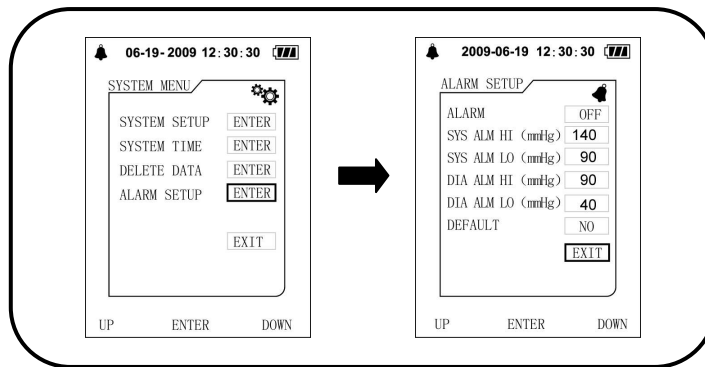 06-19-2009 12:30:30
SYSTEM MENU
SYSTEM SETUP ENTER
SYSTEM TIME ENTER
DELETE DATA ENTER
ALARM SETUP ENTER
EXIT
UP ENTER DOWN
2009-06-19 12:30:30
ALARM SETUP
ALARM OFF
SYS ALM HI (mmHg) 140
SYS ALM LO (mmHg) 90
DIA ALM HI (mmHg) 90
DIA ALM LO (mmHg) 40
DEFAULT NO
EXIT
UP ENTER DOWN